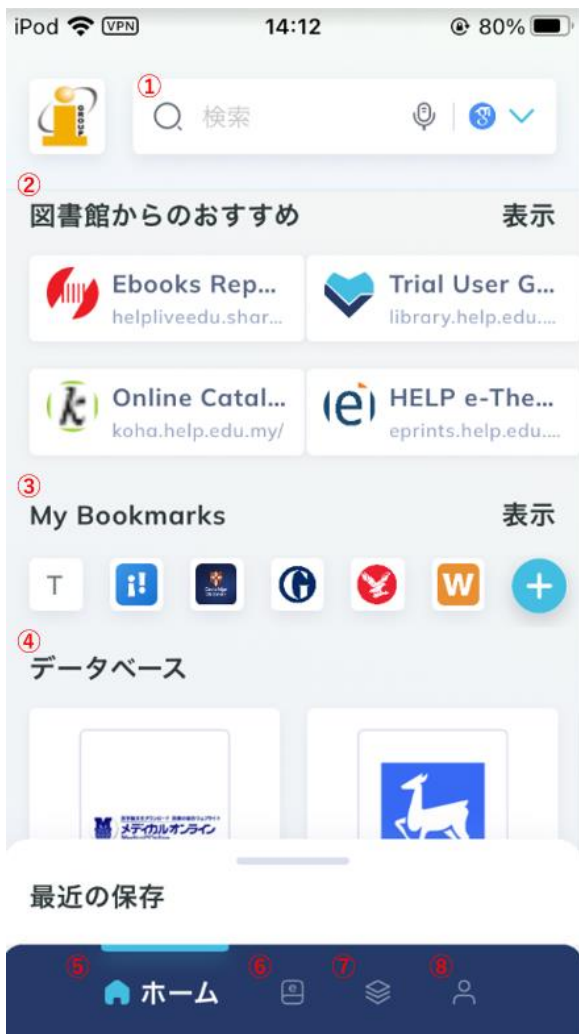 iPod VPN 14:12 80%
① 検索
②
図書館からのおすすめ 表示
Ebooks Rep... Trial User G...
helpliveedu.shar... library.help.edu....
Online Catal... HELP e-The...
koha.help.edu.my/ eprints.help.edu....
③
My Bookmarks 表示
T i! W
④
データベース
メディカルオンライン
最近の保存
⑤ ホーム ⑥ ⑦ ⑧